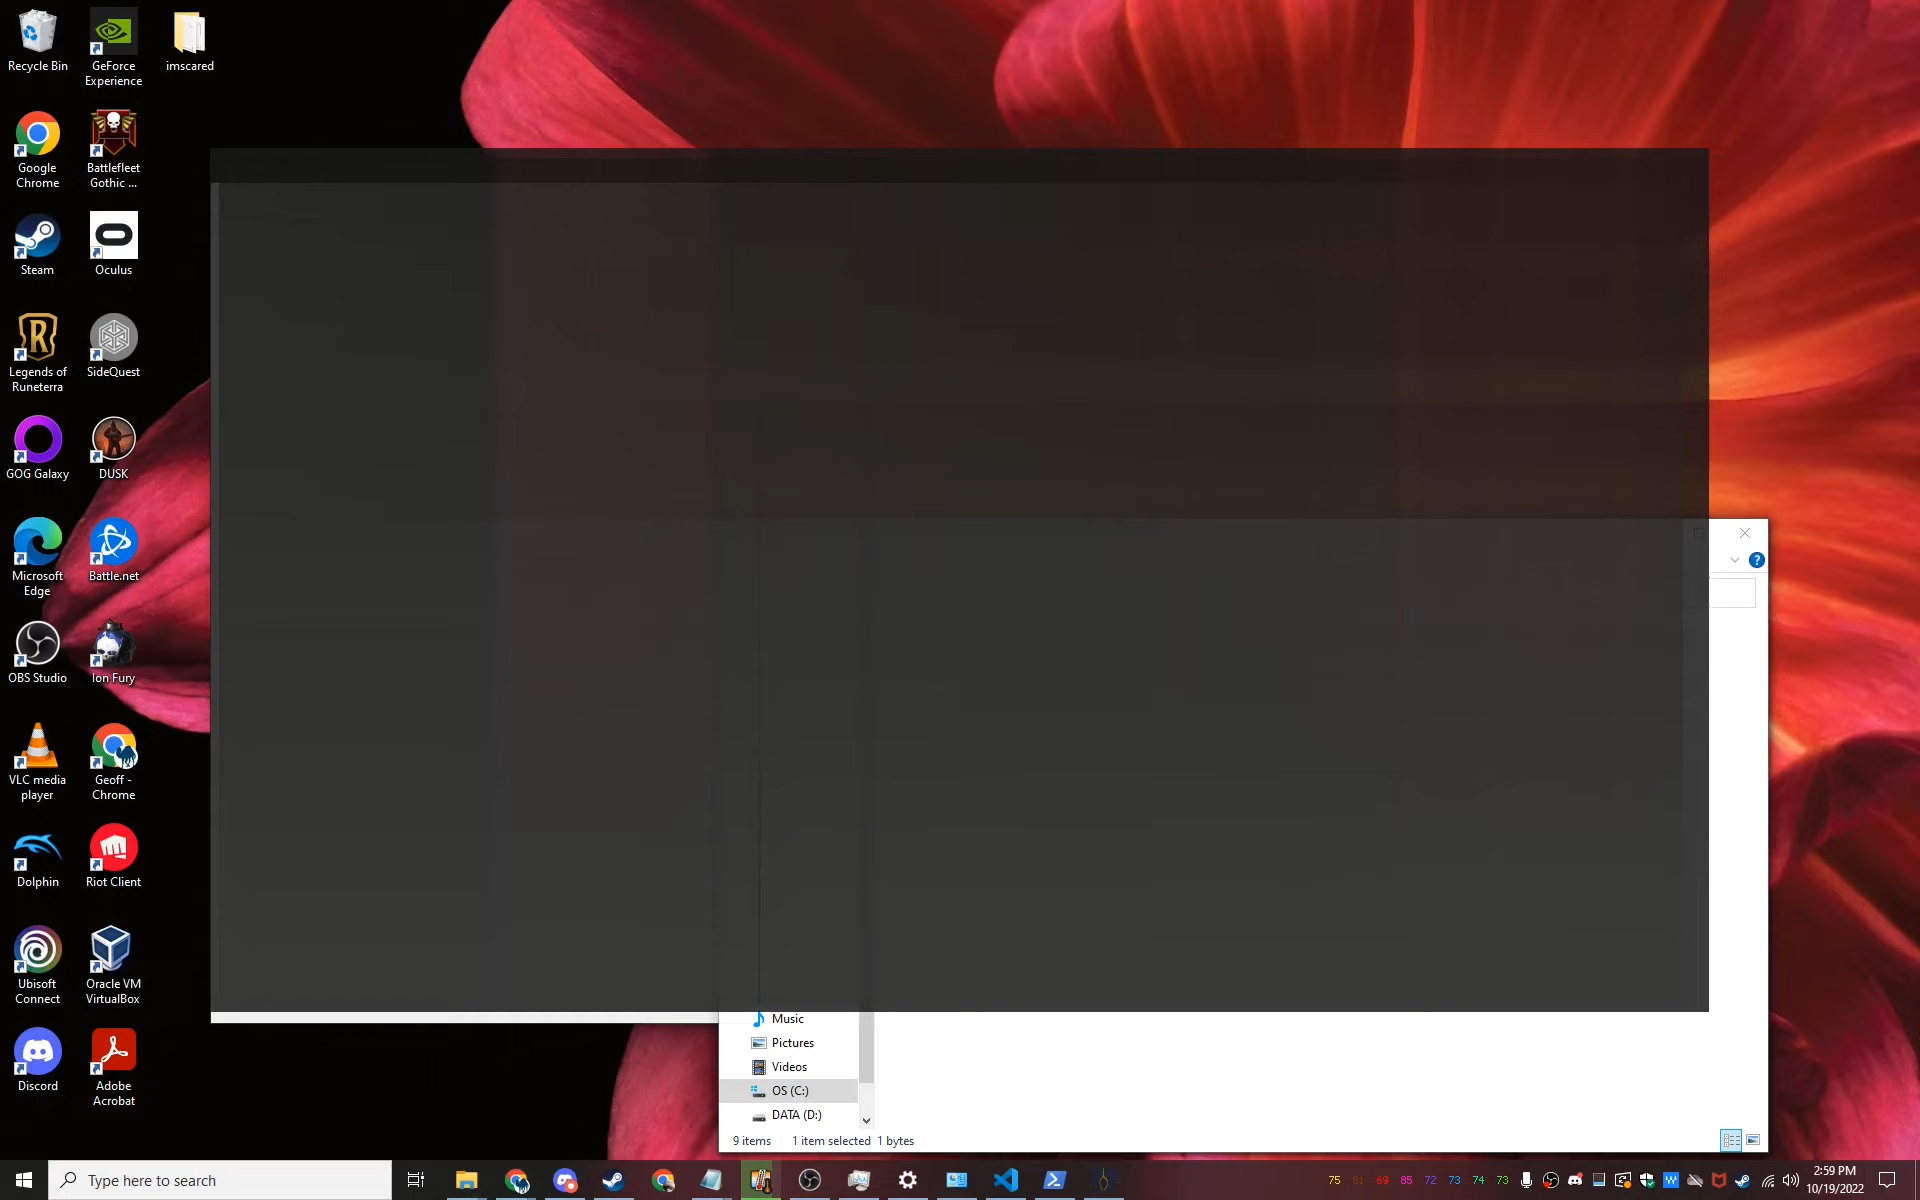 Recycle Bin
GeForce
Experience
imscared
Google
Chrome
Battlefleet
Gothic ...
Steam
Oculus
Legends of
Runeterra
SideQuest
GOG Galaxy
DUSK
Microsoft
Edge
Battle.net
OBS Studio
Ion Fury
VLC media
player
Geoff -
Chrome
Dolphin
Riot Client
Ubisoft
Connect
Oracle VM
VirtualBox
Discord
Adobe
Acrobat
Music
Pictures
Videos
OS (C:)
DATA (D:)
9 items 1 item selected 1 bytes
Type here to search
75 81 69 85 72 73 74 73
2:59 PM
10/19/2022